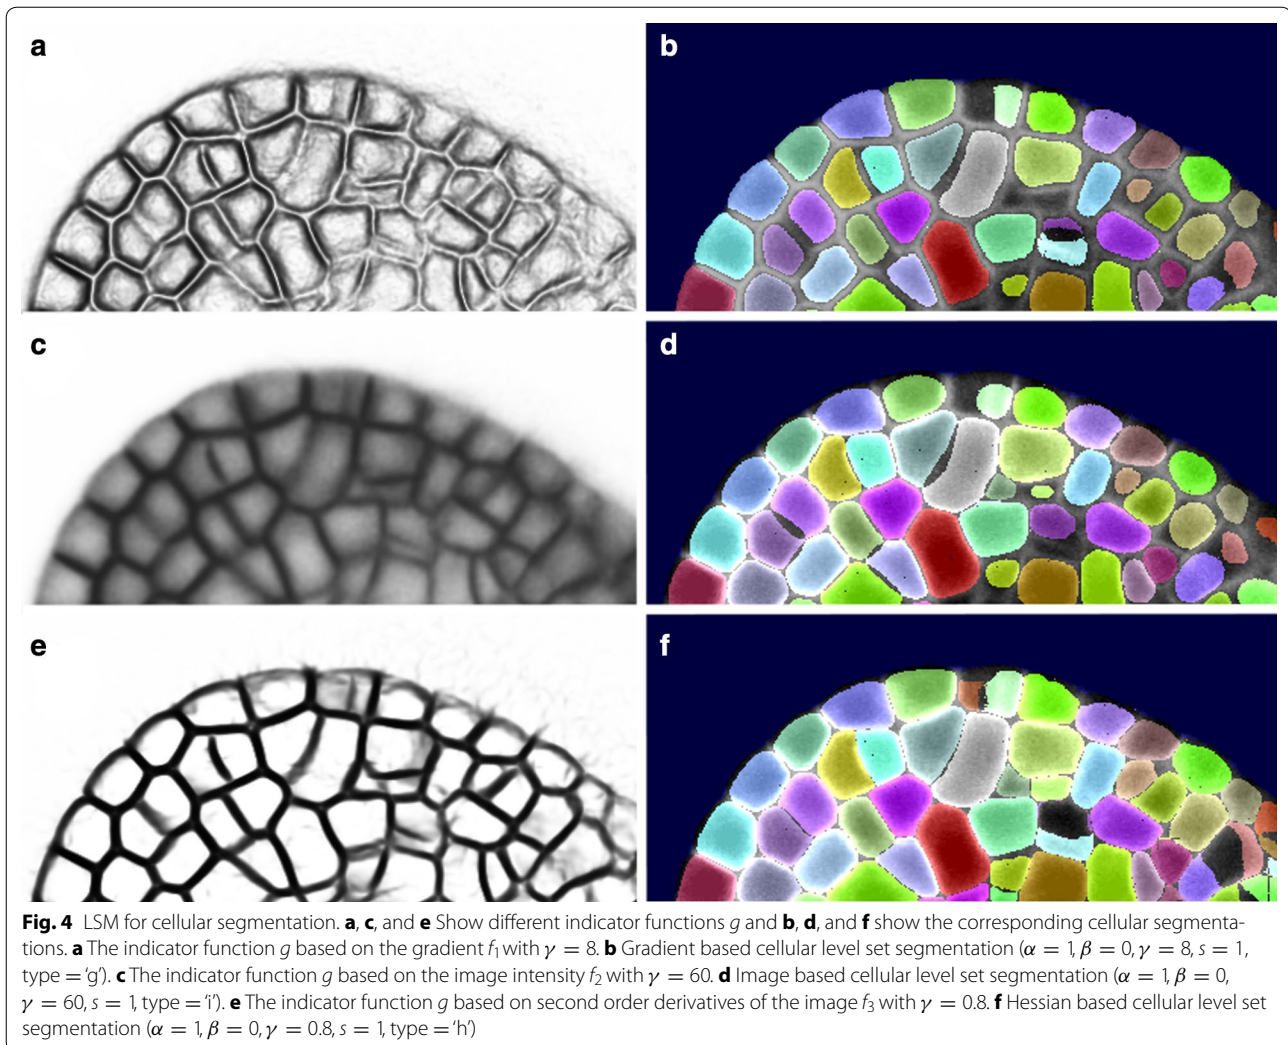 a
b
c
d
e
f
Fig. 4 LSM for cellular segmentation. a, c, and e Show different indicator functions g and b, d, and f show the corresponding cellular segmenta-
tions. a The indicator function g based on the gradient f₁ with γ = 8. b Gradient based cellular level set segmentation (α = 1, β = 0, γ = 8, s = 1,
type = 'g'). c The indicator function g based on the image intensity f₂ with γ = 60. d Image based cellular level set segmentation (α = 1, β = 0,
γ = 60, s = 1, type = 'i'). e The indicator function g based on second order derivatives of the image f₃ with γ = 0.8. f Hessian based cellular level set
segmentation (α = 1, β = 0, γ = 0.8, s = 1, type = 'h')